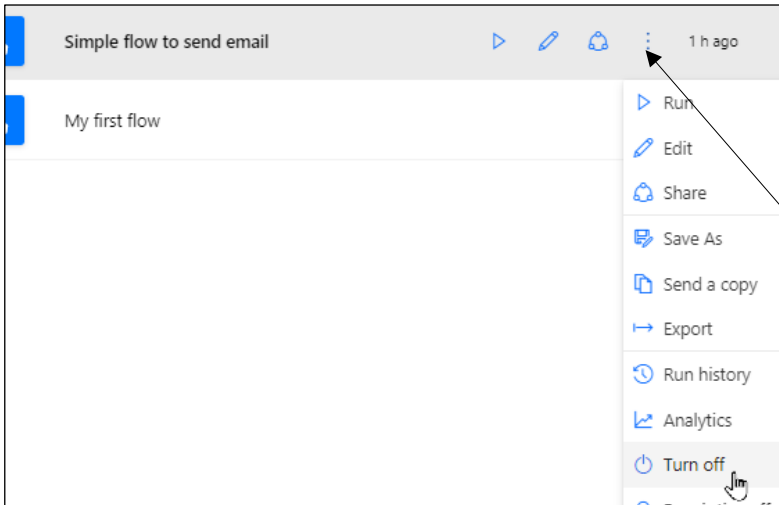 Simple flow to send email
1 h ago
My first flow
Run
Edit
Share
Save As
Send a copy
Export
Run history
Analytics
Turn off